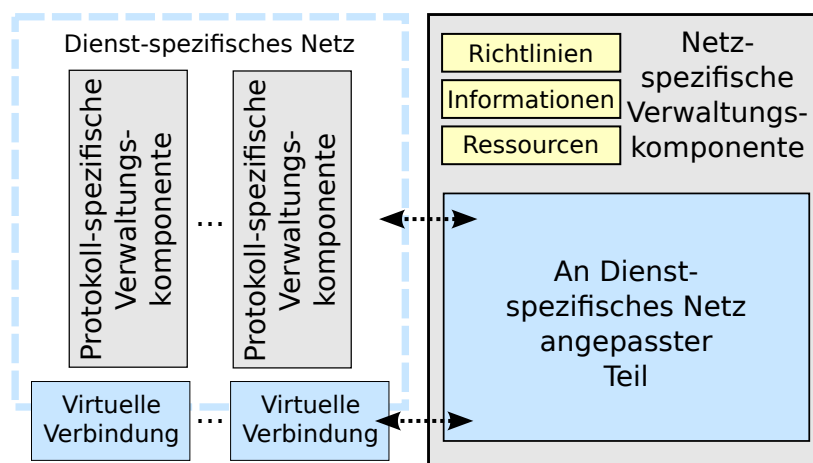 Dienst-spezifisches Netz
Protokoll-spezifische
Verwaltungs-
komponente
...
Protokoll-spezifische
Verwaltungs-
komponente
Virtuelle
Verbindung
...
Virtuelle
Verbindung
Richtlinien
Informationen
Ressourcen
Netz-
spezifische
Verwaltungs-
komponente
An Dienst-
spezifisches Netz
angepasster
Teil